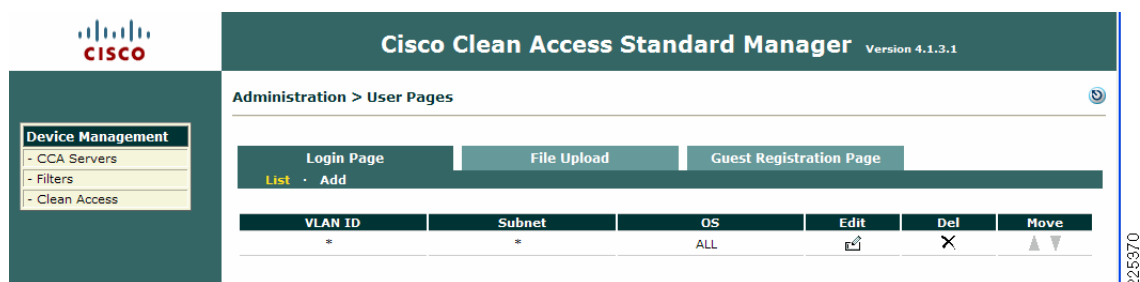 CISCO
Cisco Clean Access Standard Manager Version 4.1.3.1
Administration > User Pages
Device Management
- CCA Servers
- Filters
- Clean Access
Login Page File Upload Guest Registration Page
List · Add
VLAN ID Subnet OS Edit Del Move
* * ALL
225370